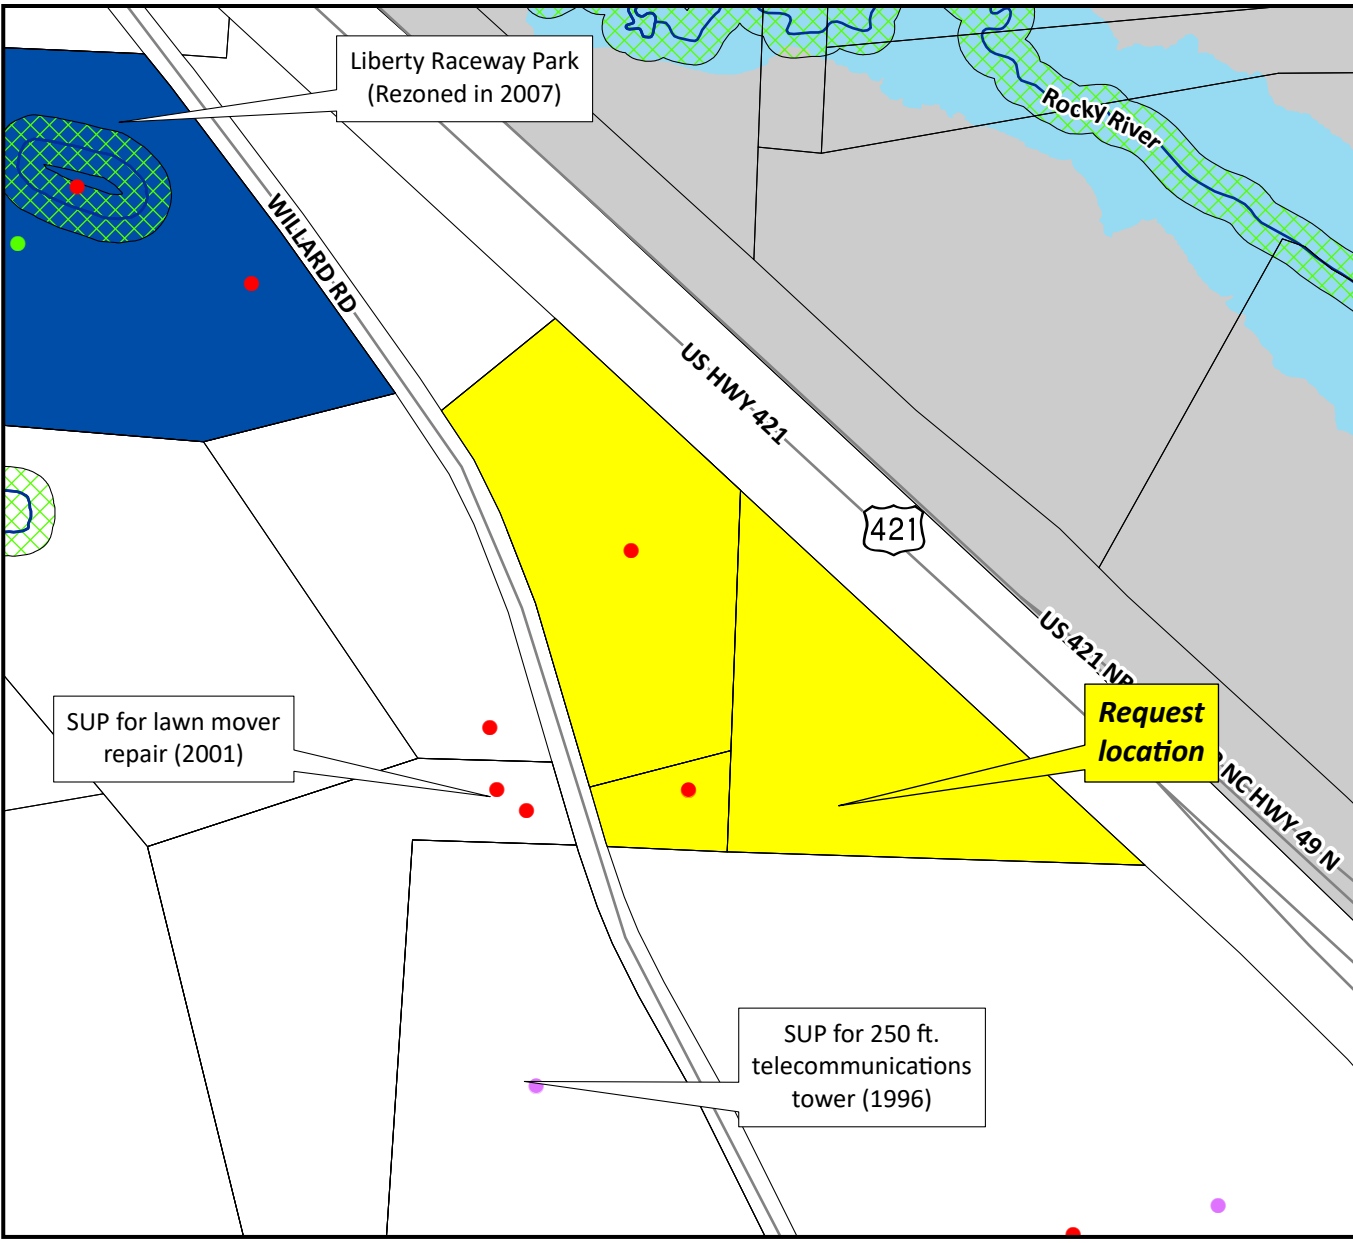 Liberty Raceway Park
(Rezoned in 2007)
Rocky River
WILLARD RD
US HWY 421
421
US 421 NB
NC HWY 49 N
Request
location
SUP for lawn mover
repair (2001)
SUP for 250 ft.
telecommunications
tower (1996)